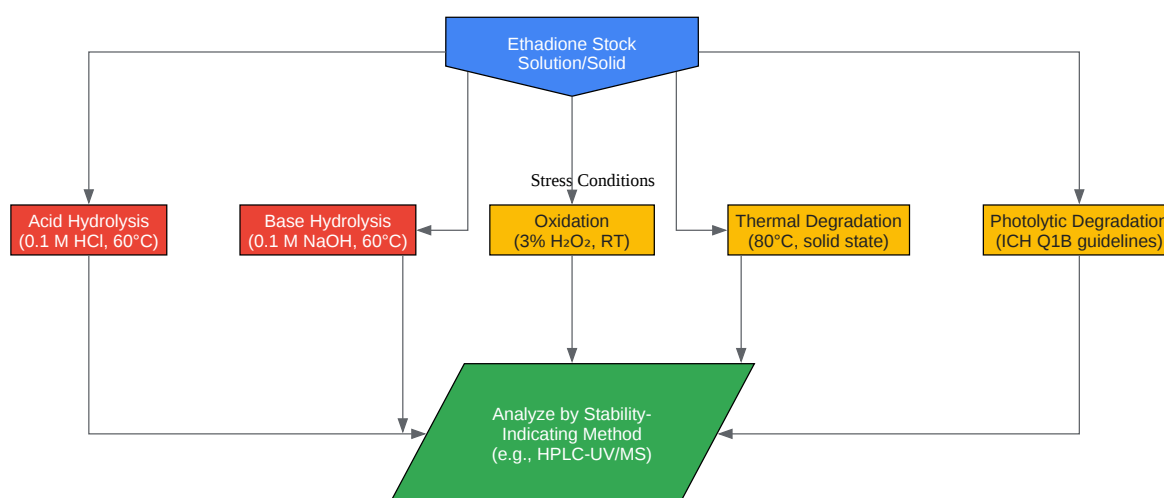 Ethadione Stock
Solution/Solid
Stress Conditions
Acid Hydrolysis
(0.1 M HCl, 60°C)
Base Hydrolysis
(0.1 M NaOH, 60°C)
Oxidation
(3% H₂O₂, RT)
Thermal Degradation
(80°C, solid state)
Photolytic Degradation
(ICH Q1B guidelines)
Analyze by Stability-
Indicating Method
(e.g., HPLC-UV/MS)